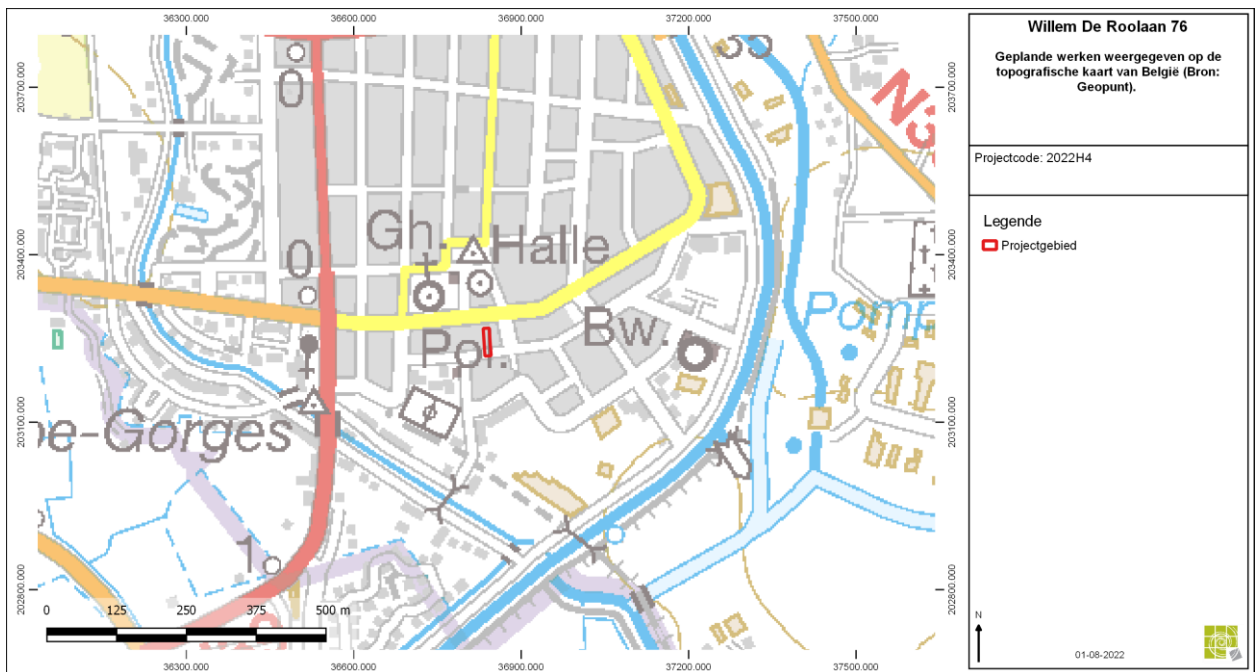 36300.000 36600.000 36900.000 37200.000 37500.000
203700.000
203400.000
203100.000
202800.000
0
35
Gh.
Halle
0
Bw.
Pol.
1
0 125 250 375 500 m
36300.000 36600.000 36900.000 37200.000 37500.000
203700.000
203400.000
203100.000
202800.000
Willem De Roolaan 76
Geplande werken weergegeven op de
topografische kaart van België (Bron:
Geopunt).
Projectcode: 2022H4
Legende
Projectgebied
N
01-08-2022